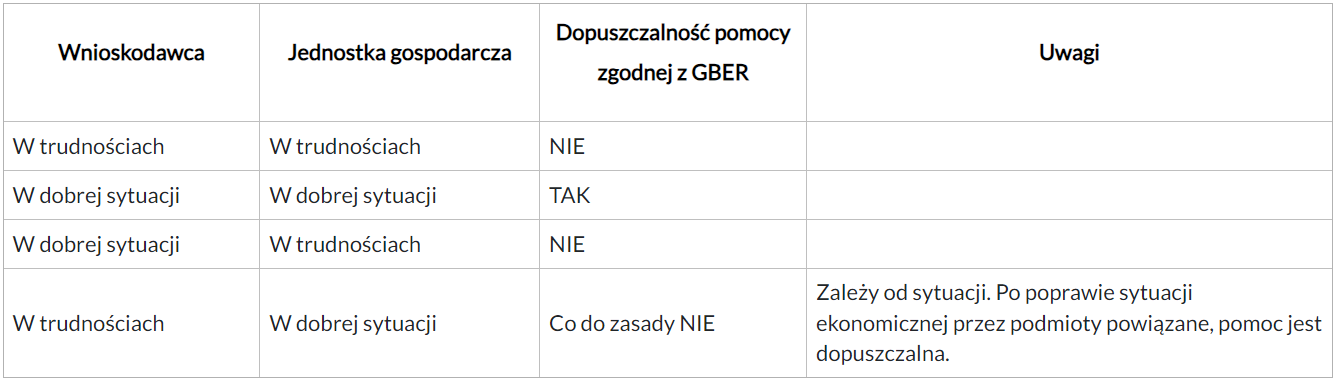 Wnioskodawca
Jednostka gospodarcza
Dopuszczalność pomocy
zgodnej z GBER
Uwagi
W trudnościach
W trudnościach
NIE
W dobrej sytuacji
W dobrej sytuacji
TAK
W dobrej sytuacji
W trudnościach
NIE
W trudnościach
W dobrej sytuacji
Co do zasady NIE
Zależy od sytuacji. Po poprawie sytuacji
ekonomicznej przez podmioty powiązane, pomoc jest
dopuszczalna.